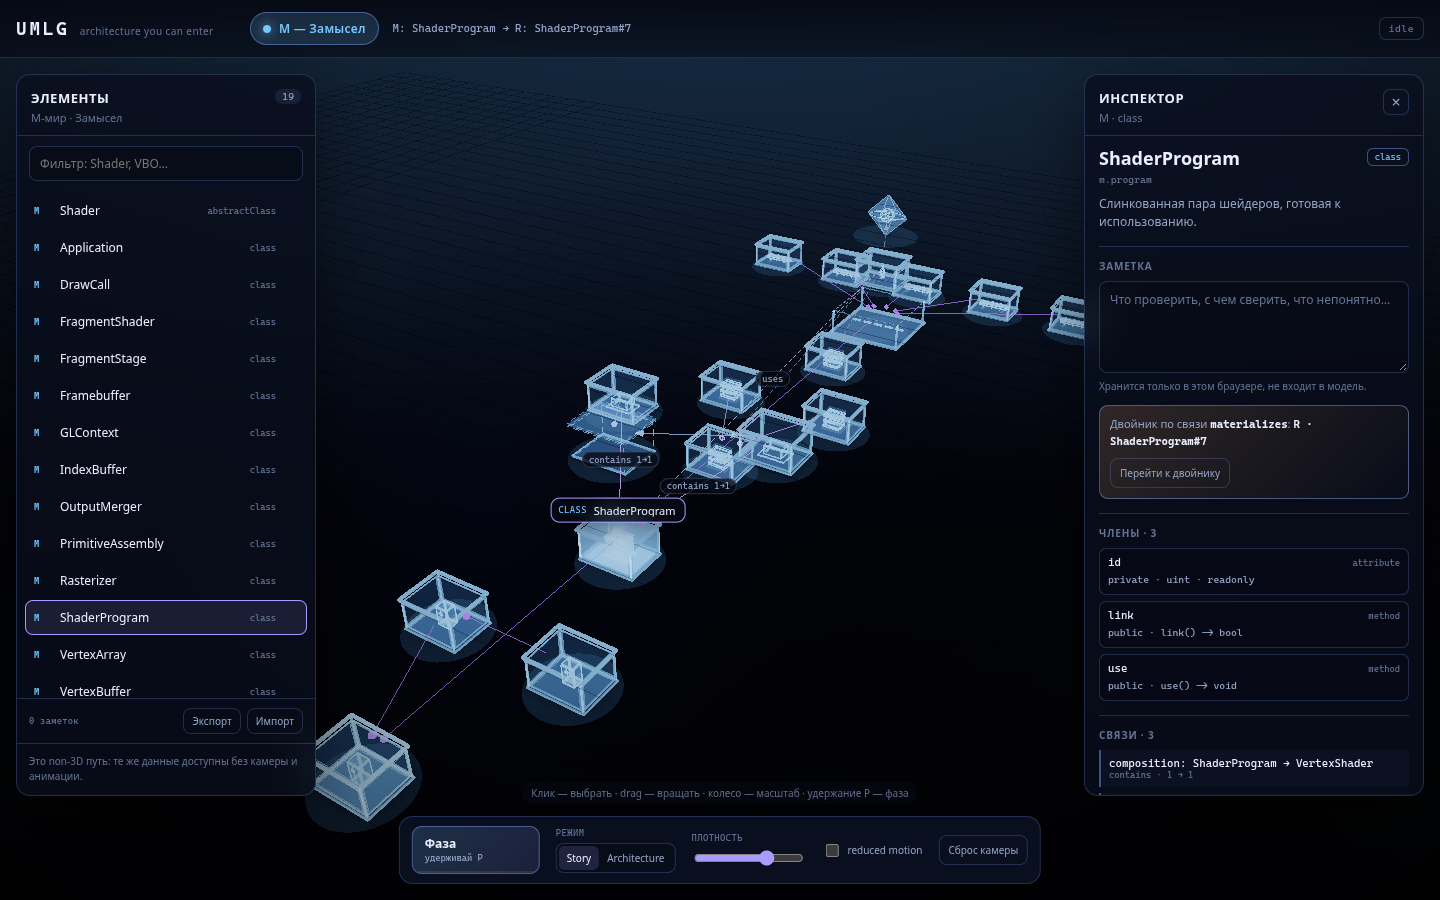 UMLG architecture you can enter
M — Замысел
M: ShaderProgram → R: ShaderProgram#7
idle
ЭЛЕМЕНТЫ
19
М-мир · Замысел
Фильтр: Shader, VBO...
M Shader abstractClass
M Application class
M DrawCall class
M FragmentShader class
M FragmentStage class
M Framebuffer class
M GLContext class
M IndexBuffer class
M OutputMerger class
M PrimitiveAssembly class
M Rasterizer class
M ShaderProgram class
M VertexArray class
M VertexBuffer class
0 заметок
Экспорт
Импорт
Это non-3D путь: те же данные доступны без камеры и
анимации.
uses
contains 1→1
contains 1→1
CLASS ShaderProgram
Клик — выбрать · drag — вращать · колесо — масштаб · удержание P — фаза
Фаза
удерживай P
РЕЖИМ
Story
Architecture
ПЛОТНОСТЬ
reduced motion
Сброс камеры
ИНСПЕКТОР
M · class
×
ShaderProgram
class
m.program
Слинкованная пара шейдеров, готовая к
использованию.
ЗАМЕТКА
Что проверить, с чем сверить, что непонятно...
Хранится только в этом браузере, не входит в модель.
Двойник по связи materializes: R ·
ShaderProgram#7
Перейти к двойнику
ЧЛЕНЫ · 3
id attribute
private · uint · readonly
link method
public · link() → bool
use method
public · use() → void
СВЯЗИ · 3
composition: ShaderProgram → VertexShader
contains · 1 → 1